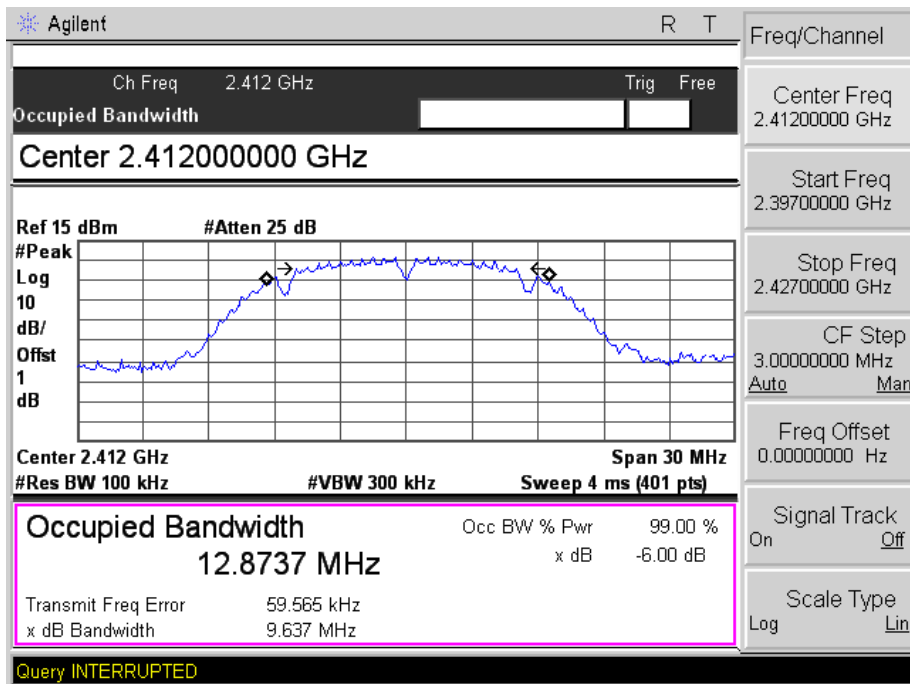 Agilent R T
Ch Freq 2.412 GHz Trig Free
Occupied Bandwidth
Center 2.412000000 GHz
Ref 15 dBm #Atten 25 dB
#Peak
Log
10
dB/
Offst
1
dB
Center 2.412 GHz Span 30 MHz
#Res BW 100 kHz #VBW 300 kHz Sweep 4 ms (401 pts)
Occupied Bandwidth
12.8737 MHz
Occ BW % Pwr 99.00 %
x dB -6.00 dB
Transmit Freq Error 59.565 kHz
x dB Bandwidth 9.637 MHz
Query INTERRUPTED
Freq/Channel
Center Freq
2.41200000 GHz
Start Freq
2.39700000 GHz
Stop Freq
2.42700000 GHz
CF Step
3.00000000 MHz
Auto Man
Freq Offset
0.00000000 Hz
Signal Track
On Off
Scale Type
Log Lin